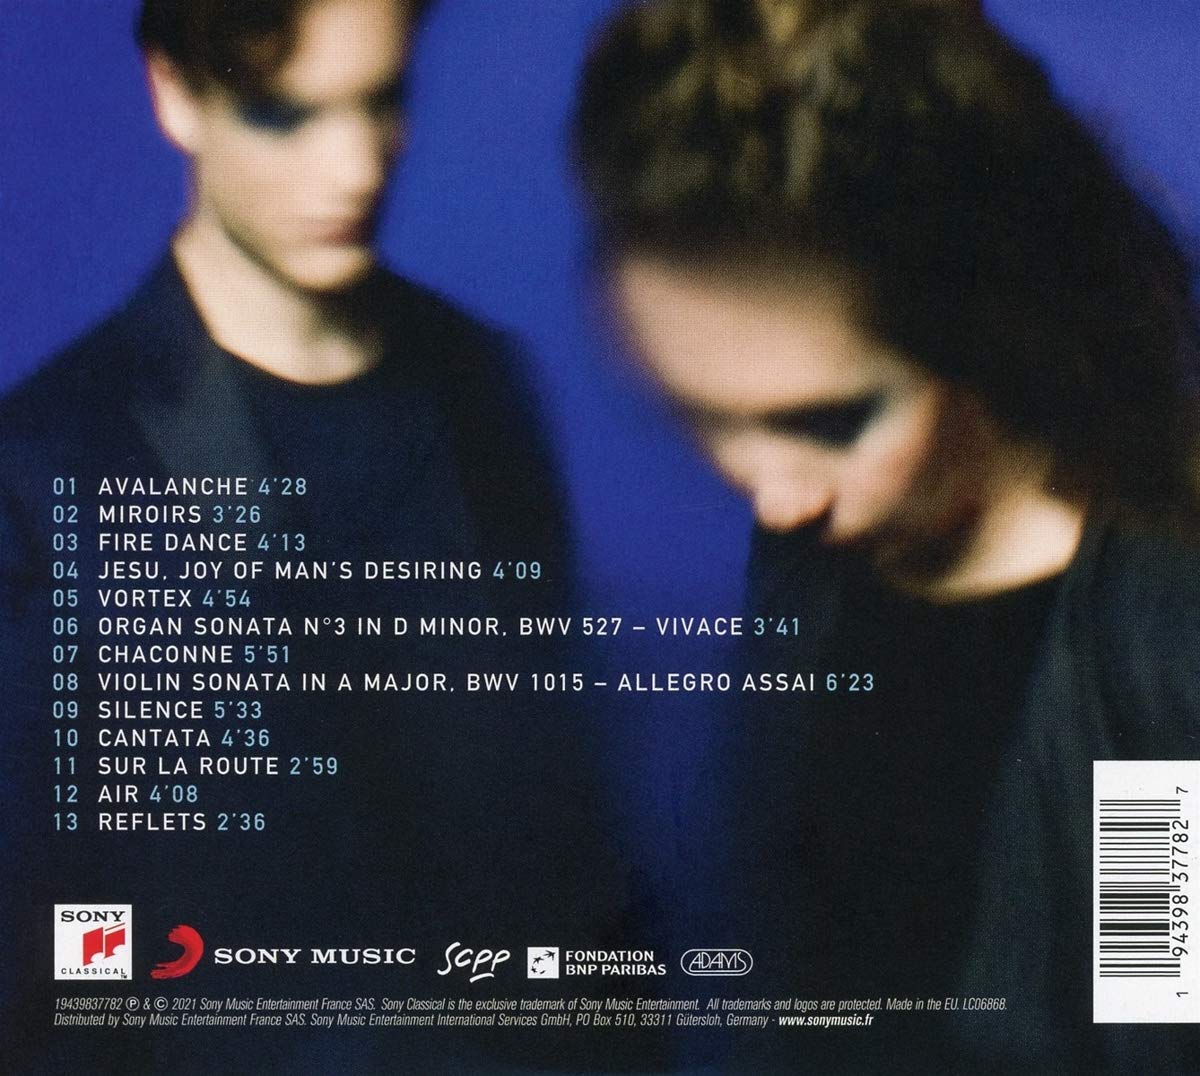 01 AVALANCHE 4'28
02 MIROIRS 3'26
03 FIRE DANCE 4'13
04 JESU, JOY OF MAN'S DESIRING 4'09
05 VORTEX 4'54
06 ORGAN SONATA N°3 IN D MINOR, BWV 527 – VIVACE 3'41
07 CHACONNE 5'51
08 VIOLIN SONATA IN A MAJOR, BWV 1015 – ALLEGRO ASSAI 6'23
09 SILENCE 5'33
10 CANTATA 4'36
11 SUR LA ROUTE 2'59
12 AIR 4'08
13 REFLETS 2'36
SONY
CLASSICAL™
SONY MUSIC
scpp
FONDATION
BNP PARIBAS
ADAMS
19439837782 ℗ & © 2021 Sony Music Entertainment France SAS. Sony Classical is the exclusive trademark of Sony Music Entertainment. All trademarks and logos are protected. Made in the EU. LC06868.
Distributed by Sony Music Entertainment France SAS. Sony Music Entertainment International Services GmbH, PO Box 510, 33311 Gütersloh, Germany - www.sonymusic.fr
1 94398 37782 7